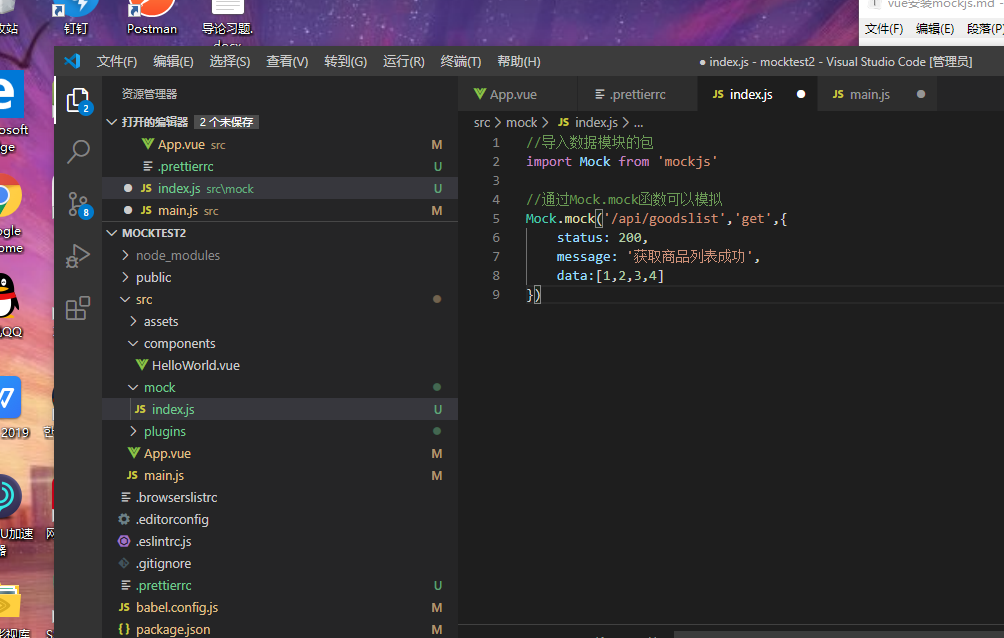 钉钉
Postman
导论习题.
docx
vue安装mockjs.md -
文件(F) 编辑(E) 段落(P)
文件(F) 编辑(E) 选择(S) 查看(V) 转到(G) 运行(R) 终端(T) 帮助(H) ● index.js - mocktest2 - Visual Studio Code [管理员]
资源管理器
打开的编辑器 2 个未保存
App.vue src M
.prettierrc U
JS index.js src\mock U
JS main.js src M
MOCKTEST2
node_modules
public
src
assets
components
HelloWorld.vue
mock
JS index.js U
plugins
App.vue M
JS main.js M
.browserslistrc
.editorconfig
.eslintrc.js
.gitignore
.prettierrc U
JS babel.config.js M
{} package.json M
2
8
App.vue .prettierrc JS index.js JS main.js
src > mock > JS index.js > ...
1 //导入数据模块的包
2 import Mock from 'mockjs'
3
4 //通过Mock.mock函数可以模拟
5 Mock.mock('/api/goodslist','get',{
6 status: 200,
7 message: '获取商品列表成功',
8 data:[1,2,3,4]
9 })
QQ
2019
U加速
器